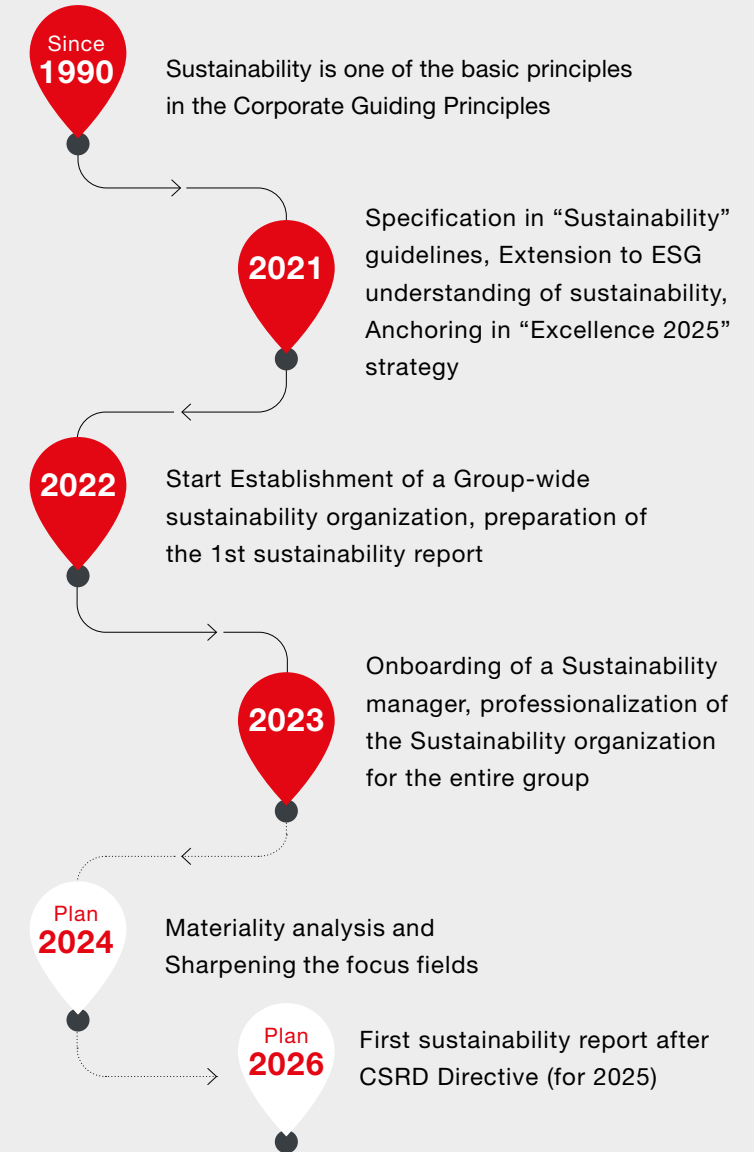 Since
1990
Sustainability is one of the basic principles
in the Corporate Guiding Principles
2021
Specification in “Sustainability”
guidelines, Extension to ESG
understanding of sustainability,
Anchoring in “Excellence 2025”
strategy
2022
Start Establishment of a Group-wide
sustainability organization, preparation of
the 1st sustainability report
2023
Onboarding of a Sustainability
manager, professionalization of
the Sustainability organization
for the entire group
Plan
2024
Materiality analysis and
Sharpening the focus fields
Plan
2026
First sustainability report after
CSRD Directive (for 2025)